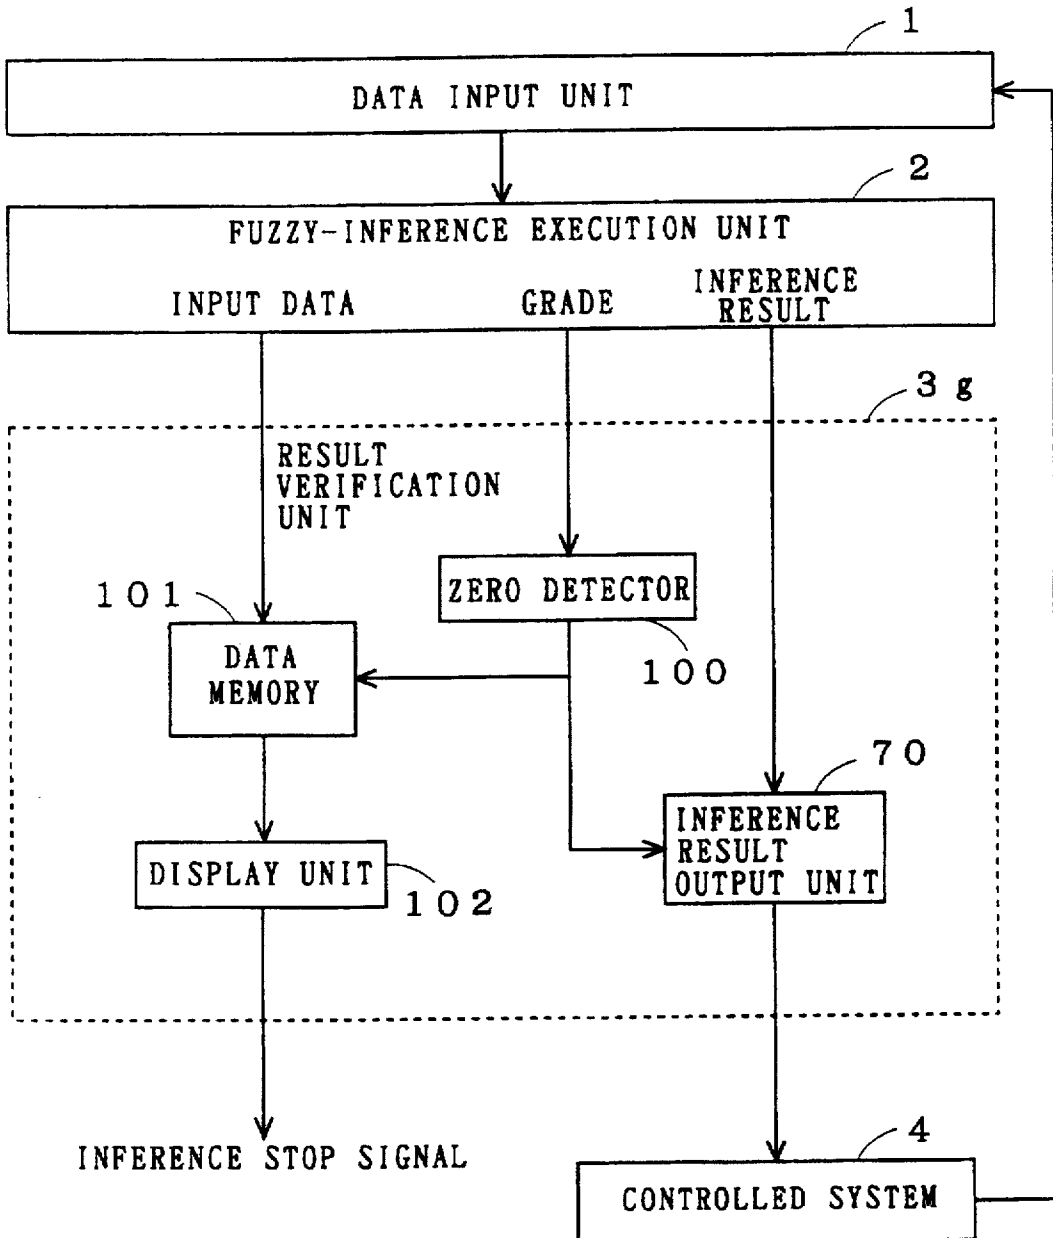 1
DATA INPUT UNIT
2
FUZZY-INFERENCE EXECUTION UNIT
INPUT DATA
GRADE
INFERENCE
RESULT
3g
RESULT
VERIFICATION
UNIT
ZERO DETECTOR
101
100
DATA
MEMORY
70
INFERENCE
RESULT
OUTPUT UNIT
DISPLAY UNIT
102
INFERENCE STOP SIGNAL
4
CONTROLLED SYSTEM